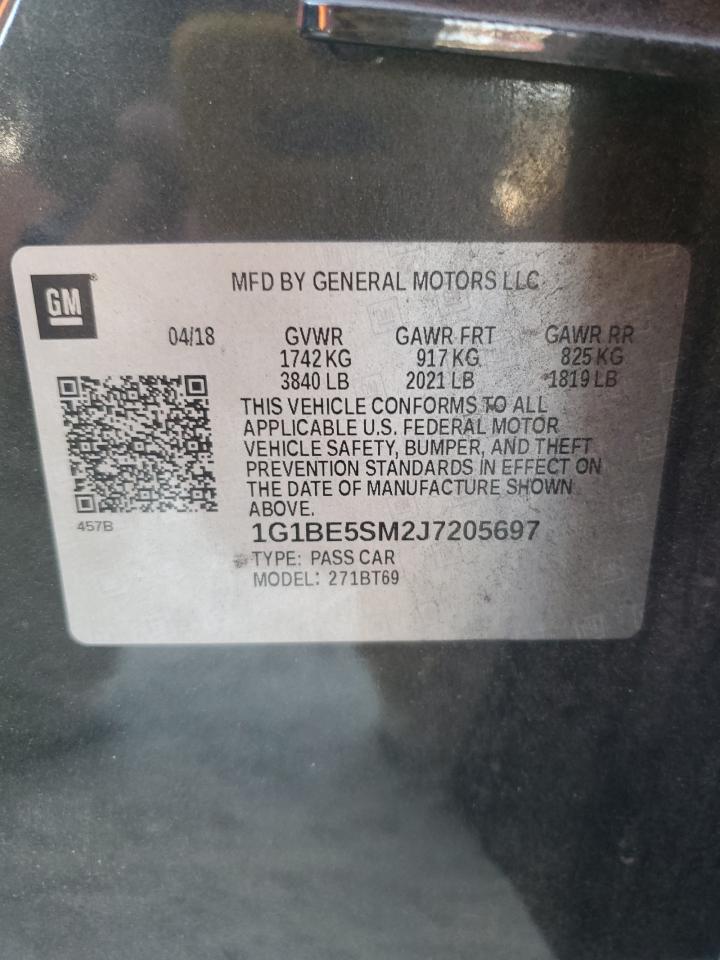 GM
MFD BY GENERAL MOTORS LLC
04/18 GVWR GAWR FRT GAWR RR
1742 KG 917 KG 825 KG
3840 LB 2021 LB 1819 LB
THIS VEHICLE CONFORMS TO ALL
APPLICABLE U.S. FEDERAL MOTOR
VEHICLE SAFETY, BUMPER, AND THEFT
PREVENTION STANDARDS IN EFFECT ON
THE DATE OF MANUFACTURE SHOWN
ABOVE.
457B
1G1BE5SM2J7205697
TYPE: PASS CAR
MODEL: 271BT69